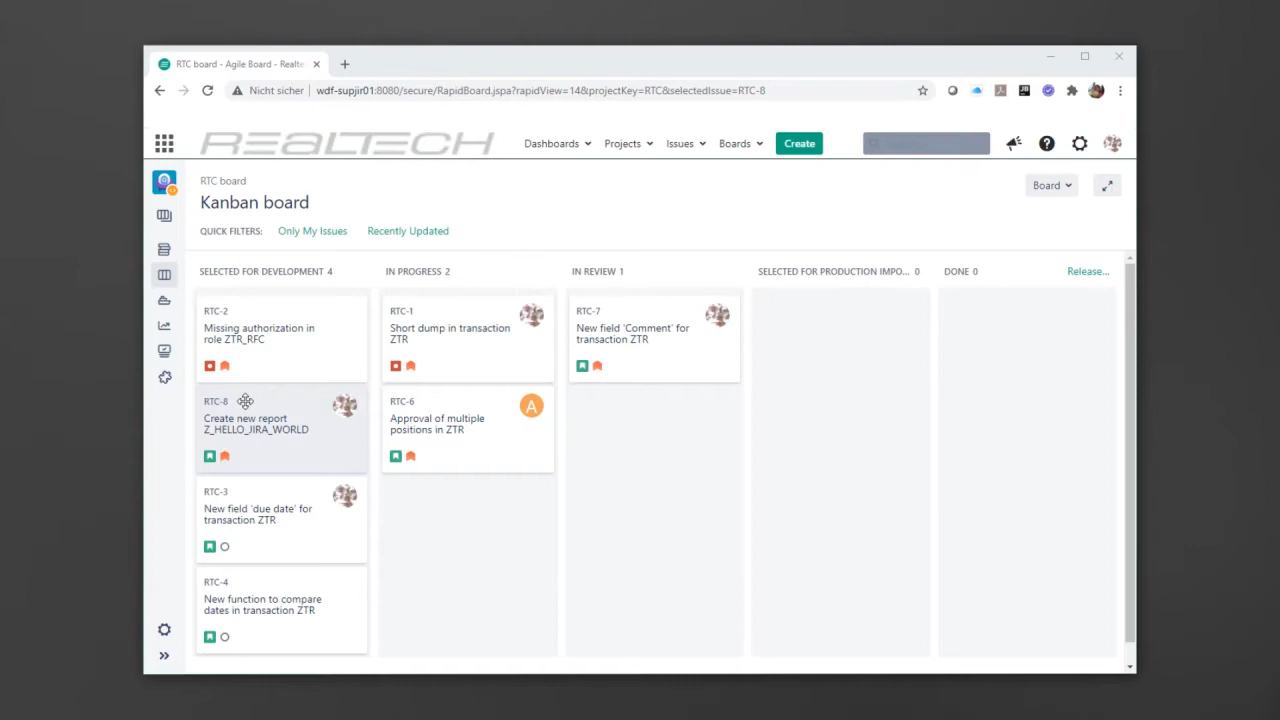 RTC board - Agile Board - Realte
Nicht sicher wdf-supjir01:8080/secure/RapidBoard.jspa?rapidView=14&projectKey=RTC&selectedIssue=RTC-8
REALTECH Dashboards Projects Issues Boards Create
RTC board
Kanban board
Board
QUICK FILTERS: Only My Issues Recently Updated
SELECTED FOR DEVELOPMENT 4 IN PROGRESS 2 IN REVIEW 1 SELECTED FOR PRODUCTION IMPO... 0 DONE 0 Release...
RTC-2
Missing authorization in
role ZTR_RFC
RTC-8
Create new report
Z_HELLO_JIRA_WORLD
RTC-3
New field 'due date' for
transaction ZTR
RTC-4
New function to compare
dates in transaction ZTR
RTC-1
Short dump in transaction
ZTR
RTC-6
A
Approval of multiple
positions in ZTR
RTC-7
New field 'Comment' for
transaction ZTR